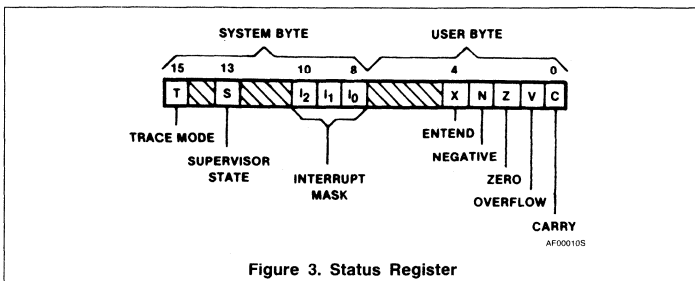 SYSTEM BYTE USER BYTE
15 13 10 8 4 0
T S I2 I1 I0 X N Z V C
TRACE MODE
SUPERVISOR STATE
INTERRUPT MASK
ENTEND
NEGATIVE
ZERO
OVERFLOW
CARRY
AF00010S
Figure 3. Status Register